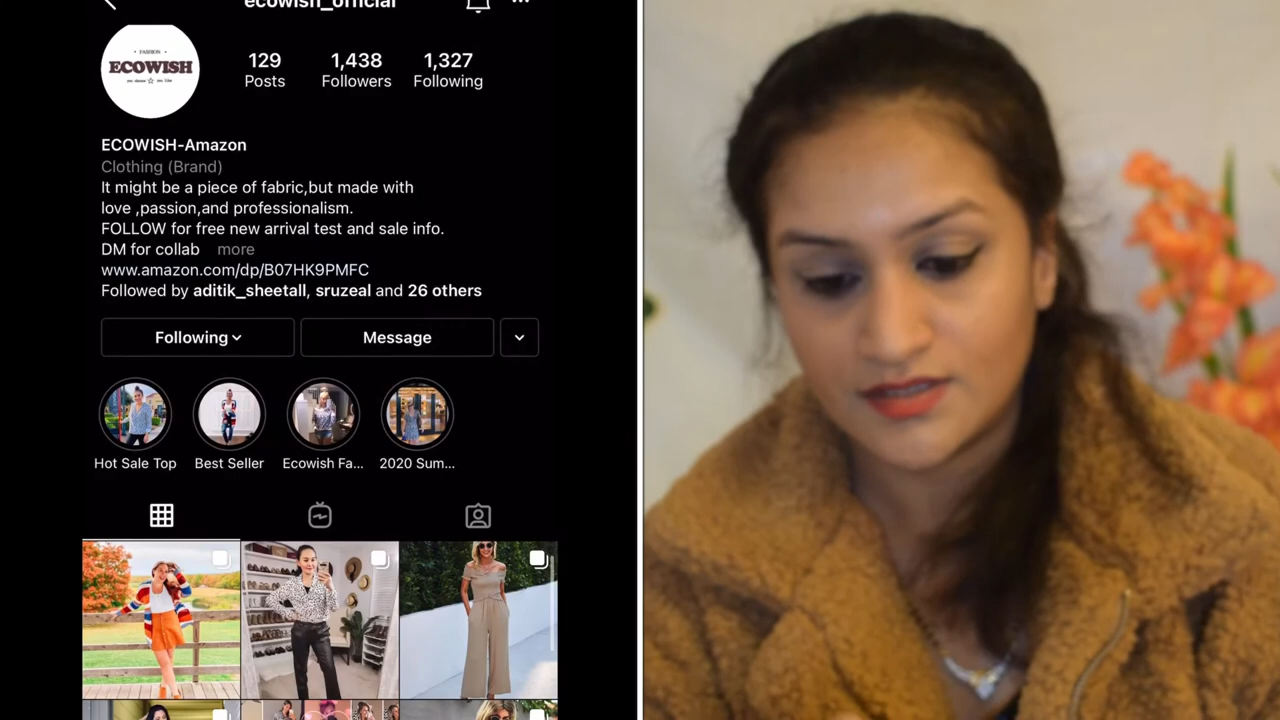 ecowish_official
• FASHION •
ECOWISH
129
Posts
1,438
Followers
1,327
Following
ECOWISH-Amazon
Clothing (Brand)
It might be a piece of fabric,but made with
love ,passion,and professionalism.
FOLLOW for free new arrival test and sale info.
DM for collab more
www.amazon.com/dp/B07HK9PMFC
Followed by aditik_sheetall, sruzeal and 26 others
Following
Message
Hot Sale Top
Best Seller
Ecowish Fa...
2020 Sum...